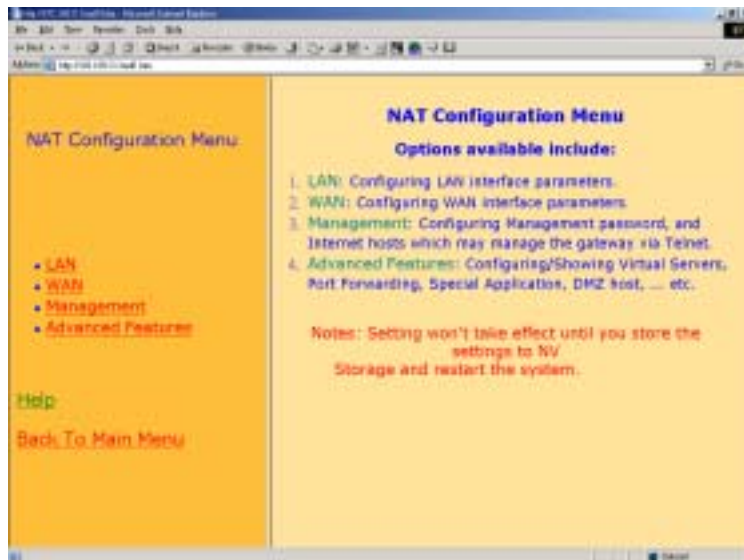 NAT Configuration Menu
LAN
WAN
Management
Advanced Features
Help
Back To Main Menu
NAT Configuration Menu
Options available include:
1. LAN: Configuring LAN interface parameters.
2. WAN: Configuring WAN interface parameters
3. Management: Configuring Management password, and
Internet hosts which may manage the gateway via Telnet.
4. Advanced Features: Configuring/Showing Virtual Servers,
Port Forwarding, Special Application, DMZ host, ... etc.
Notes: Setting won't take effect until you store the
settings to NV
Storage and restart the system.